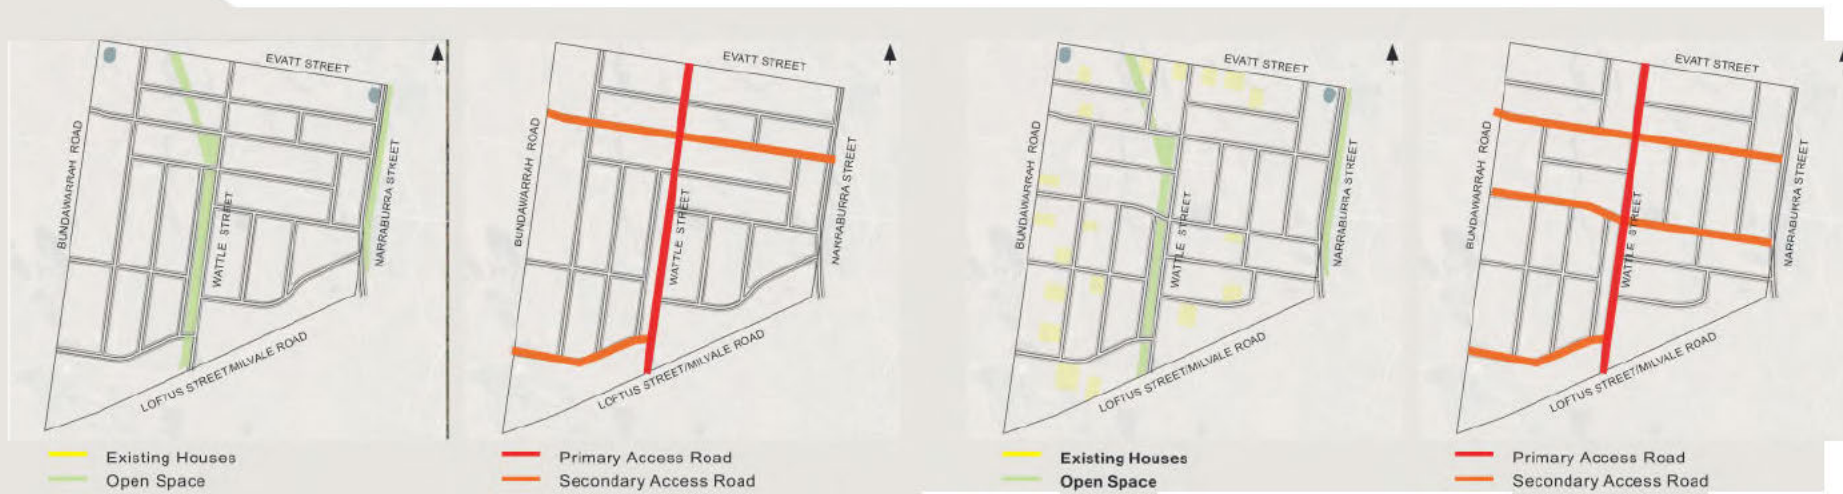 EVATT STREET
BUNDAWARRAH ROAD
WATTLE STREET
NARRABURRA STREET
LOFTUS STREET/MILVALE ROAD
Existing Houses
Open Space
EVATT STREET
BUNDAWARRAH ROAD
WATTLE STREET
NARRABURRA STREET
LOFTUS STREET/MILVALE ROAD
Primary Access Road
Secondary Access Road
EVATT STREET
BUNDAWARRAH ROAD
WATTLE STREET
NARRABURRA STREET
LOFTUS STREET/MILVALE ROAD
Existing Houses
Open Space
EVATT STREET
BUNDAWARRAH ROAD
WATTLE STREET
NARRABURRA STREET
LOFTUS STREET/MILVALE ROAD
Primary Access Road
Secondary Access Road